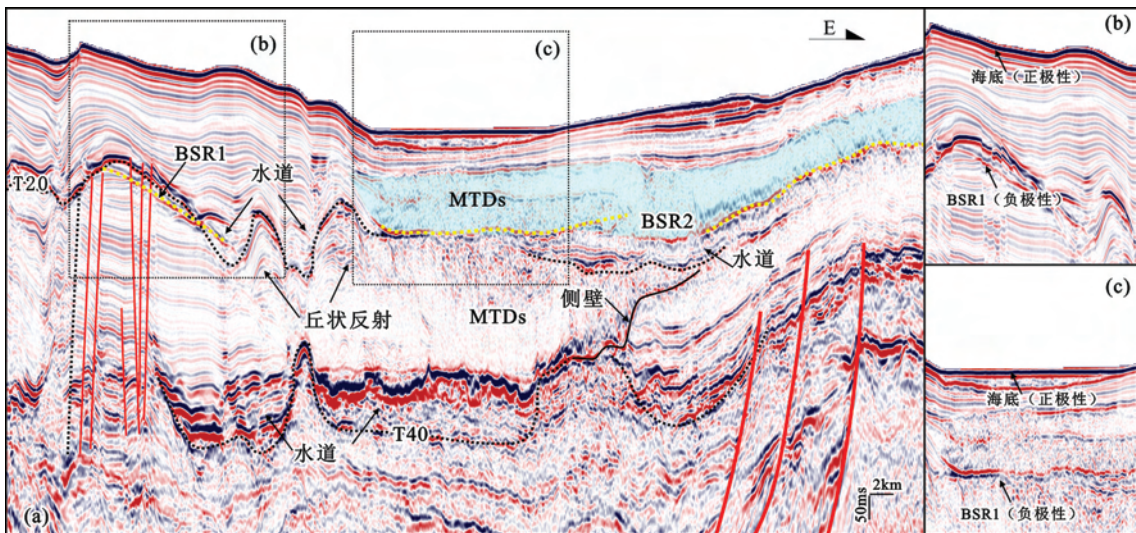 (b)
(c)
E
BSR1
水道
T20
MTDs
BSR2
水道
侧壁
丘状反射
MTDs
水道
T40
2km
50ms
(a)
(b)
海底（正极性）
BSR1（负极性）
(c)
海底（正极性）
BSR1（负极性）